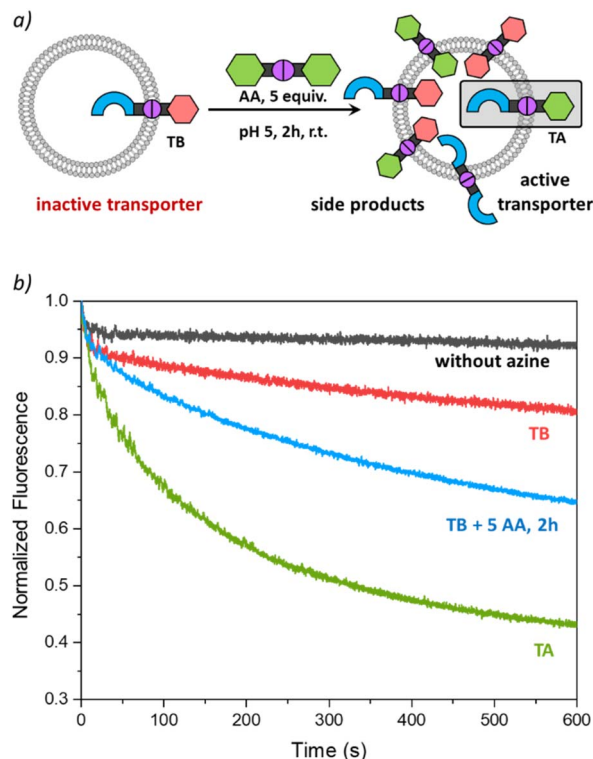 a)
AA, 5 equiv.
pH 5, 2h, r.t.
TB
TA
inactive transporter
side products
active
transporter
b)
1.0
0.9
0.8
0.7
0.6
0.5
0.4
0.3
Normalized Fluorescence
without azine
TB
TB + 5 AA, 2h
TA
0 100 200 300 400 500 600
Time (s)